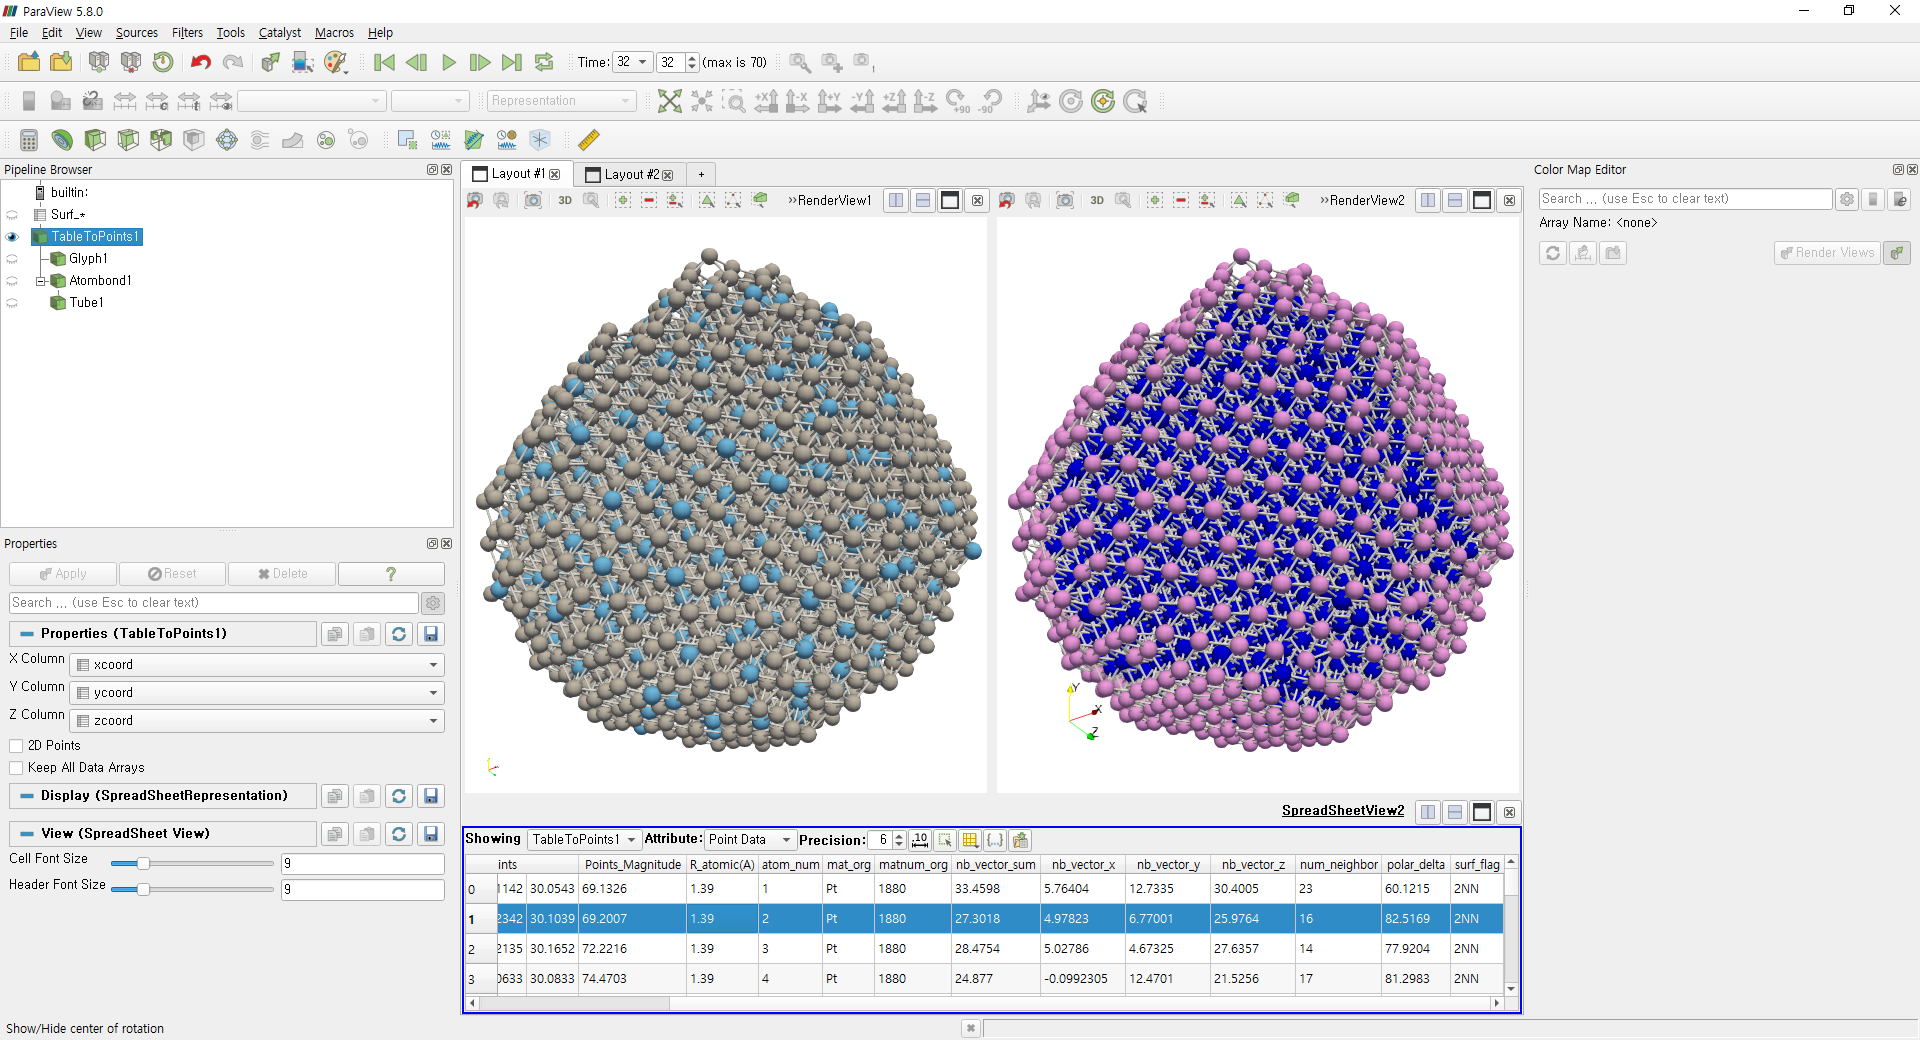 ParaView 5.8.0
File Edit View Sources Filters Tools Catalyst Macros Help
Time: 32 32 (max is 70)
Representation
+X -X +Y -Y +Z -Z +90 -90
Pipeline Browser
builtin:
Surf_*
TableToPoints1
Glyph1
Atombond1
Tube1
Properties
Apply Reset Delete ?
Search ... (use Esc to clear text)
Properties (TableToPoints1)
X Column xcoord
Y Column ycoord
Z Column zcoord
2D Points
Keep All Data Arrays
Display (SpreadSheetRepresentation)
View (SpreadSheet View)
Cell Font Size 9
Header Font Size 9
Layout #1 Layout #2 +
3D »RenderView1
3D »RenderView2
Y
X
Z
SpreadSheetView2
Showing TableToPoints1 Attribute: Point Data Precision: 6 .10
ints Points_Magnitude R_atomic(A) atom_num mat_org matnum_org nb_vector_sum nb_vector_x nb_vector_y nb_vector_z num_neighbor polar_delta surf_flag
0 1142 30.0543 69.1326 1.39 1 Pt 1880 33.4598 5.76404 12.7335 30.4005 23 60.1215 2NN
1 2342 30.1039 69.2007 1.39 2 Pt 1880 27.3018 4.97823 6.77001 25.9764 16 82.5169 2NN
2 2135 30.1652 72.2216 1.39 3 Pt 1880 28.4754 5.02786 4.67325 27.6357 14 77.9204 2NN
3 0633 30.0833 74.4703 1.39 4 Pt 1880 24.877 -0.0992305 12.4701 21.5256 17 81.2983 2NN
Color Map Editor
Search ... (use Esc to clear text)
Array Name: <none>
Render Views
Show/Hide center of rotation